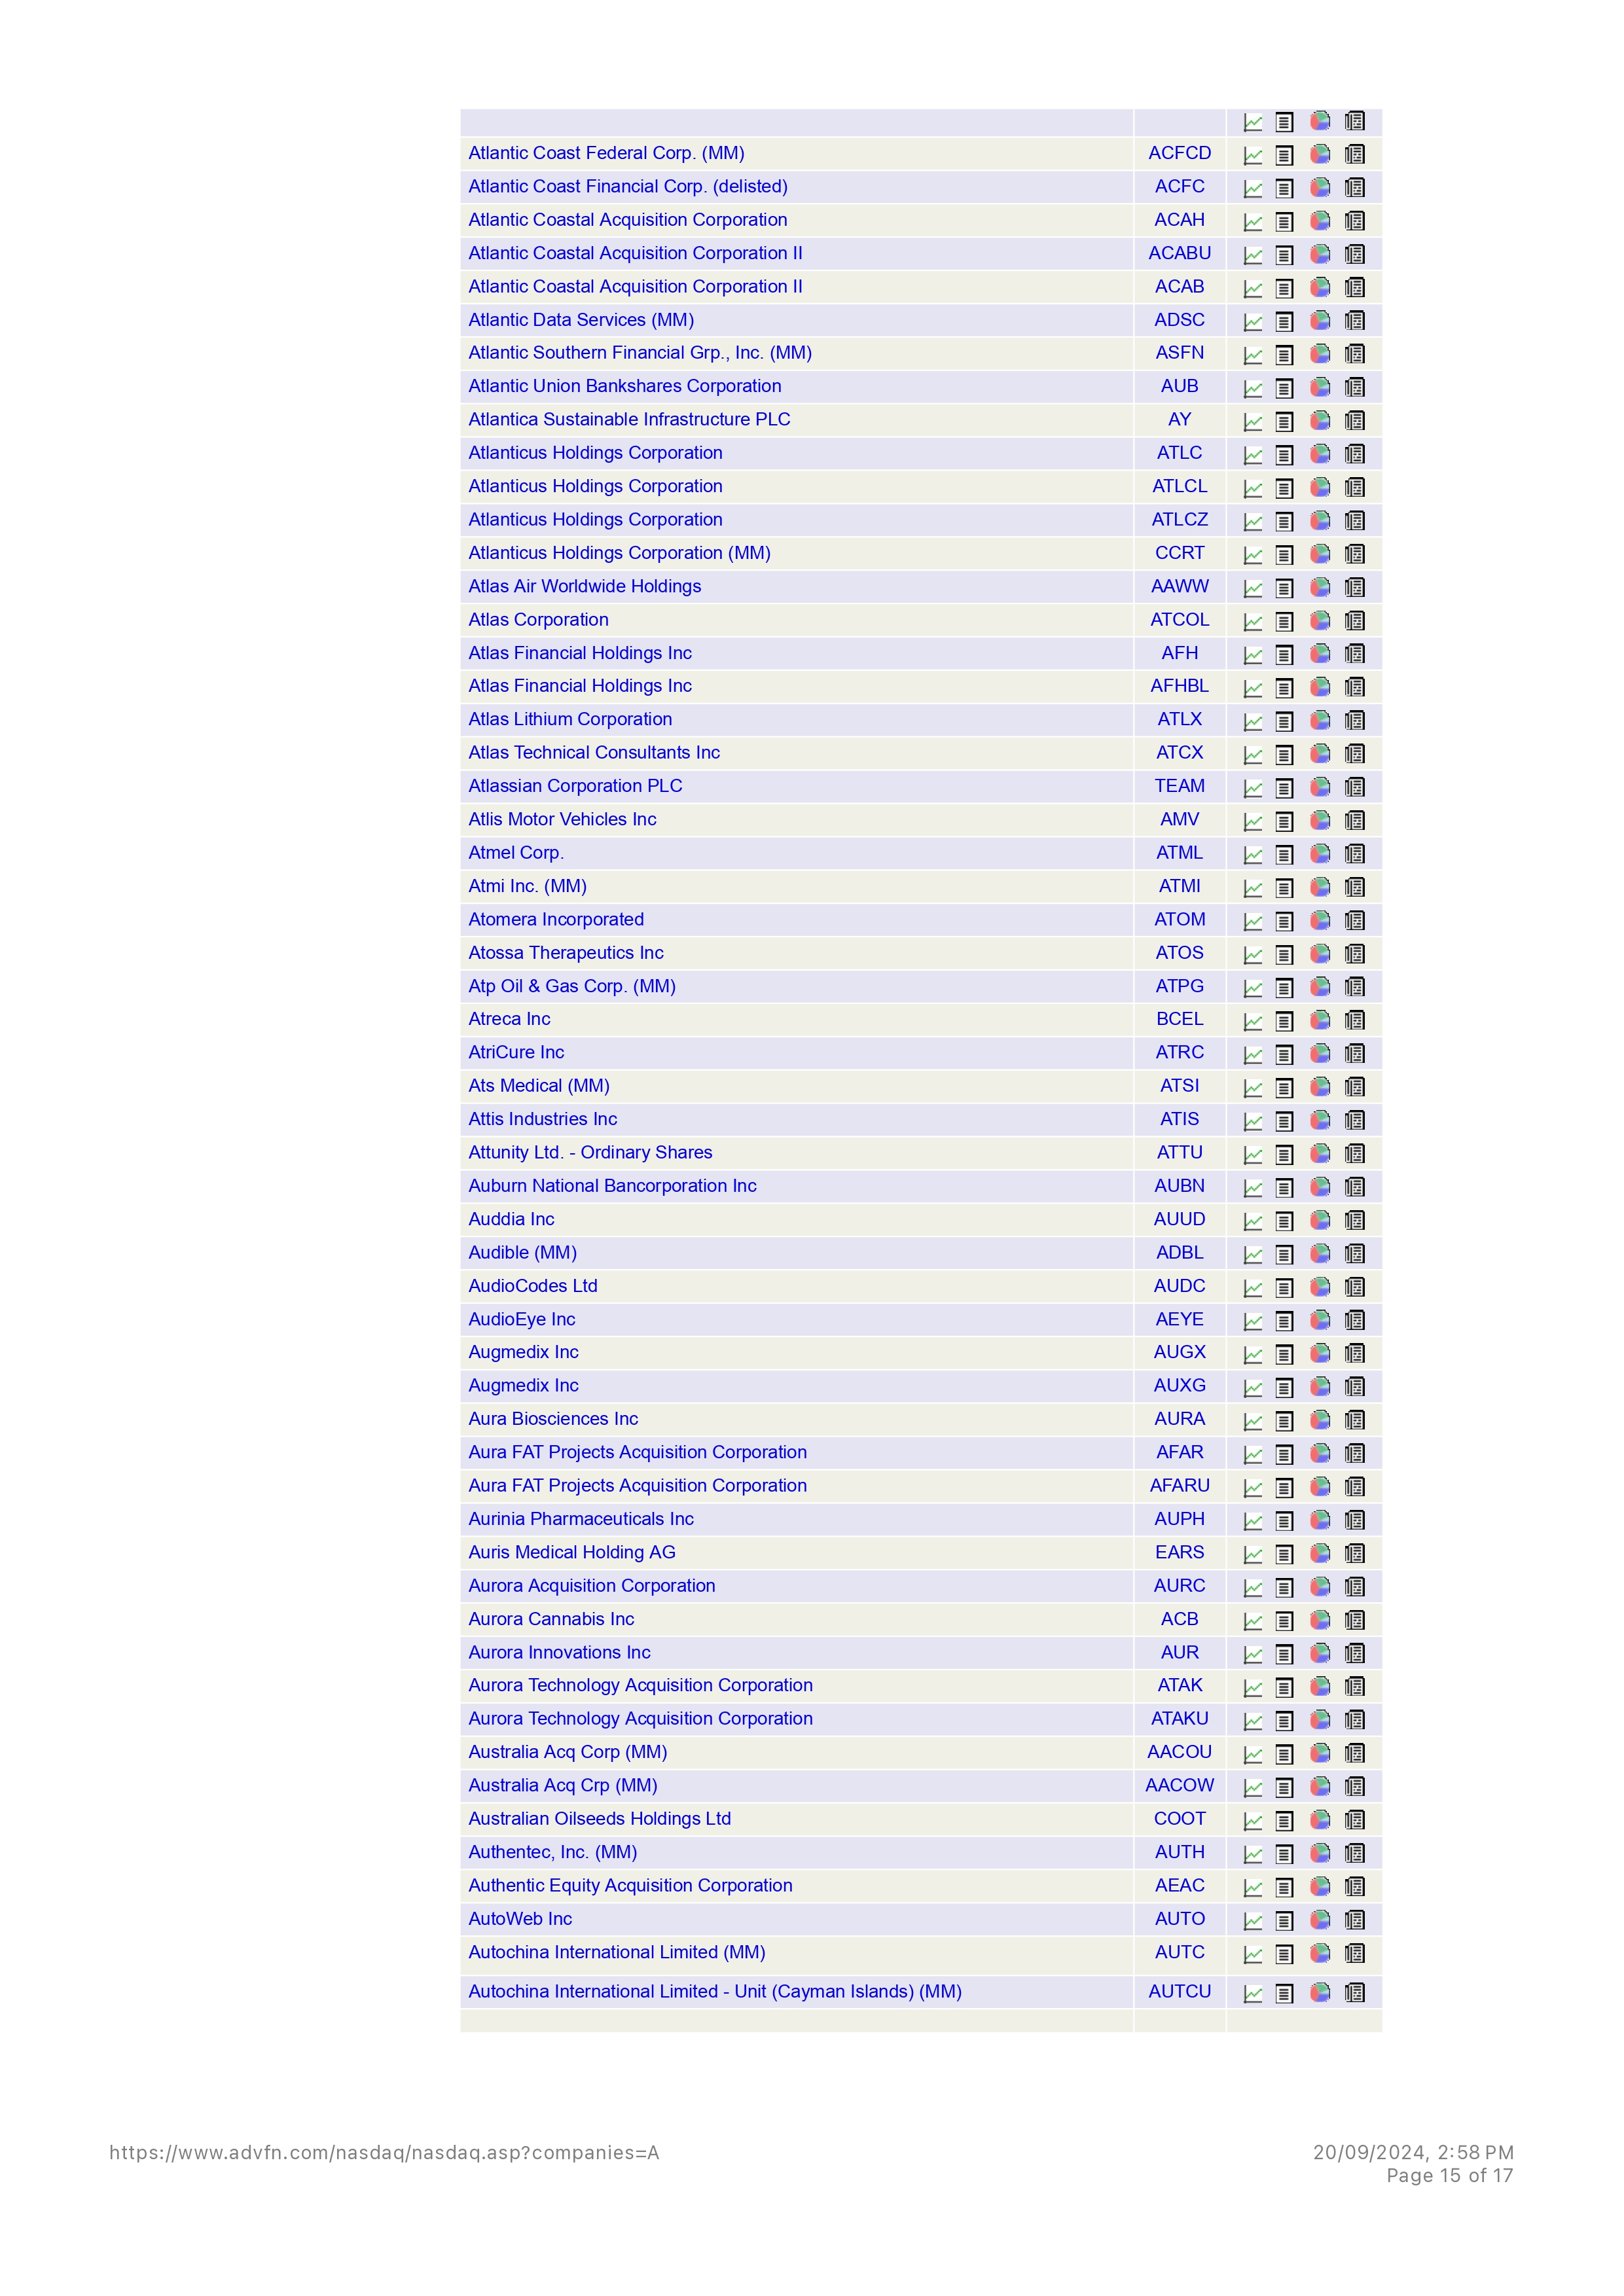 Atlantic Coast Federal Corp. (MM) ACFCD
Atlantic Coast Financial Corp. (delisted) ACFC
Atlantic Coastal Acquisition Corporation ACAH
Atlantic Coastal Acquisition Corporation II ACABU
Atlantic Coastal Acquisition Corporation II ACAB
Atlantic Data Services (MM) ADSC
Atlantic Southern Financial Grp., Inc. (MM) ASFN
Atlantic Union Bankshares Corporation AUB
Atlantica Sustainable Infrastructure PLC AY
Atlanticus Holdings Corporation ATLC
Atlanticus Holdings Corporation ATLCL
Atlanticus Holdings Corporation ATLCZ
Atlanticus Holdings Corporation (MM) CCRT
Atlas Air Worldwide Holdings AAWW
Atlas Corporation ATCOL
Atlas Financial Holdings Inc AFH
Atlas Financial Holdings Inc AFHBL
Atlas Lithium Corporation ATLX
Atlas Technical Consultants Inc ATCX
Atlassian Corporation PLC TEAM
Atlis Motor Vehicles Inc AMV
Atmel Corp. ATML
Atmi Inc. (MM) ATMI
Atomera Incorporated ATOM
Atossa Therapeutics Inc ATOS
Atp Oil & Gas Corp. (MM) ATPG
Atreca Inc BCEL
AtriCure Inc ATRC
Ats Medical (MM) ATSI
Attis Industries Inc ATIS
Attunity Ltd. - Ordinary Shares ATTU
Auburn National Bancorporation Inc AUBN
Auddia Inc AUUD
Audible (MM) ADBL
AudioCodes Ltd AUDC
AudioEye Inc AEYE
Augmedix Inc AUGX
Augmedix Inc AUXG
Aura Biosciences Inc AURA
Aura FAT Projects Acquisition Corporation AFAR
Aura FAT Projects Acquisition Corporation AFARU
Aurinia Pharmaceuticals Inc AUPH
Auris Medical Holding AG EARS
Aurora Acquisition Corporation AURC
Aurora Cannabis Inc ACB
Aurora Innovations Inc AUR
Aurora Technology Acquisition Corporation ATAK
Aurora Technology Acquisition Corporation ATAKU
Australia Acq Corp (MM) AACOU
Australia Acq Crp (MM) AACOW
Australian Oilseeds Holdings Ltd COOT
Authentec, Inc. (MM) AUTH
Authentic Equity Acquisition Corporation AEAC
AutoWeb Inc AUTO
Autochina International Limited (MM) AUTC
Autochina International Limited - Unit (Cayman Islands) (MM) AUTCU
https://www.advfn.com/nasdaq/nasdaq.asp?companies=A 20/09/2024, 2:58 PM
Page 15 of 17